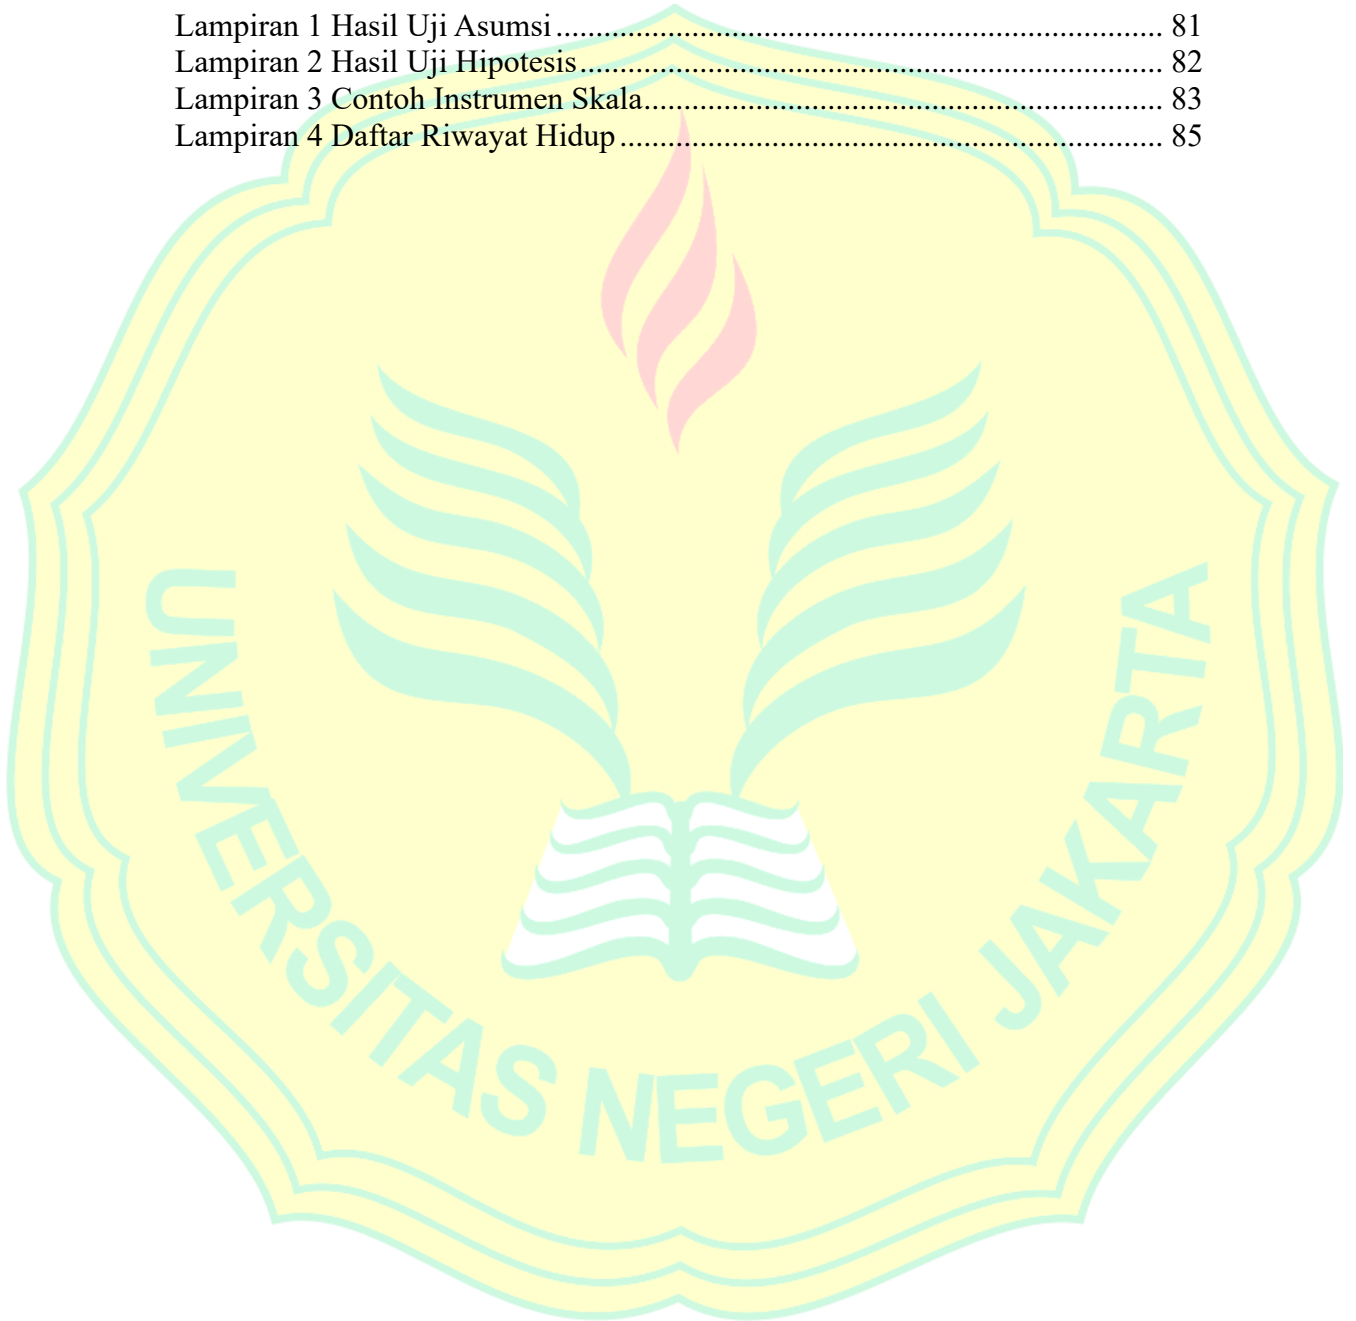 Lampiran 1 Hasil Uji Asumsi............................................................................ 81
Lampiran 2 Hasil Uji Hipotesis......................................................................... 82
Lampiran 3 Contoh Instrumen Skala................................................................. 83
Lampiran 4 Daftar Riwayat Hidup.................................................................... 85
UNIVERSITAS NEGERI JAKARTA